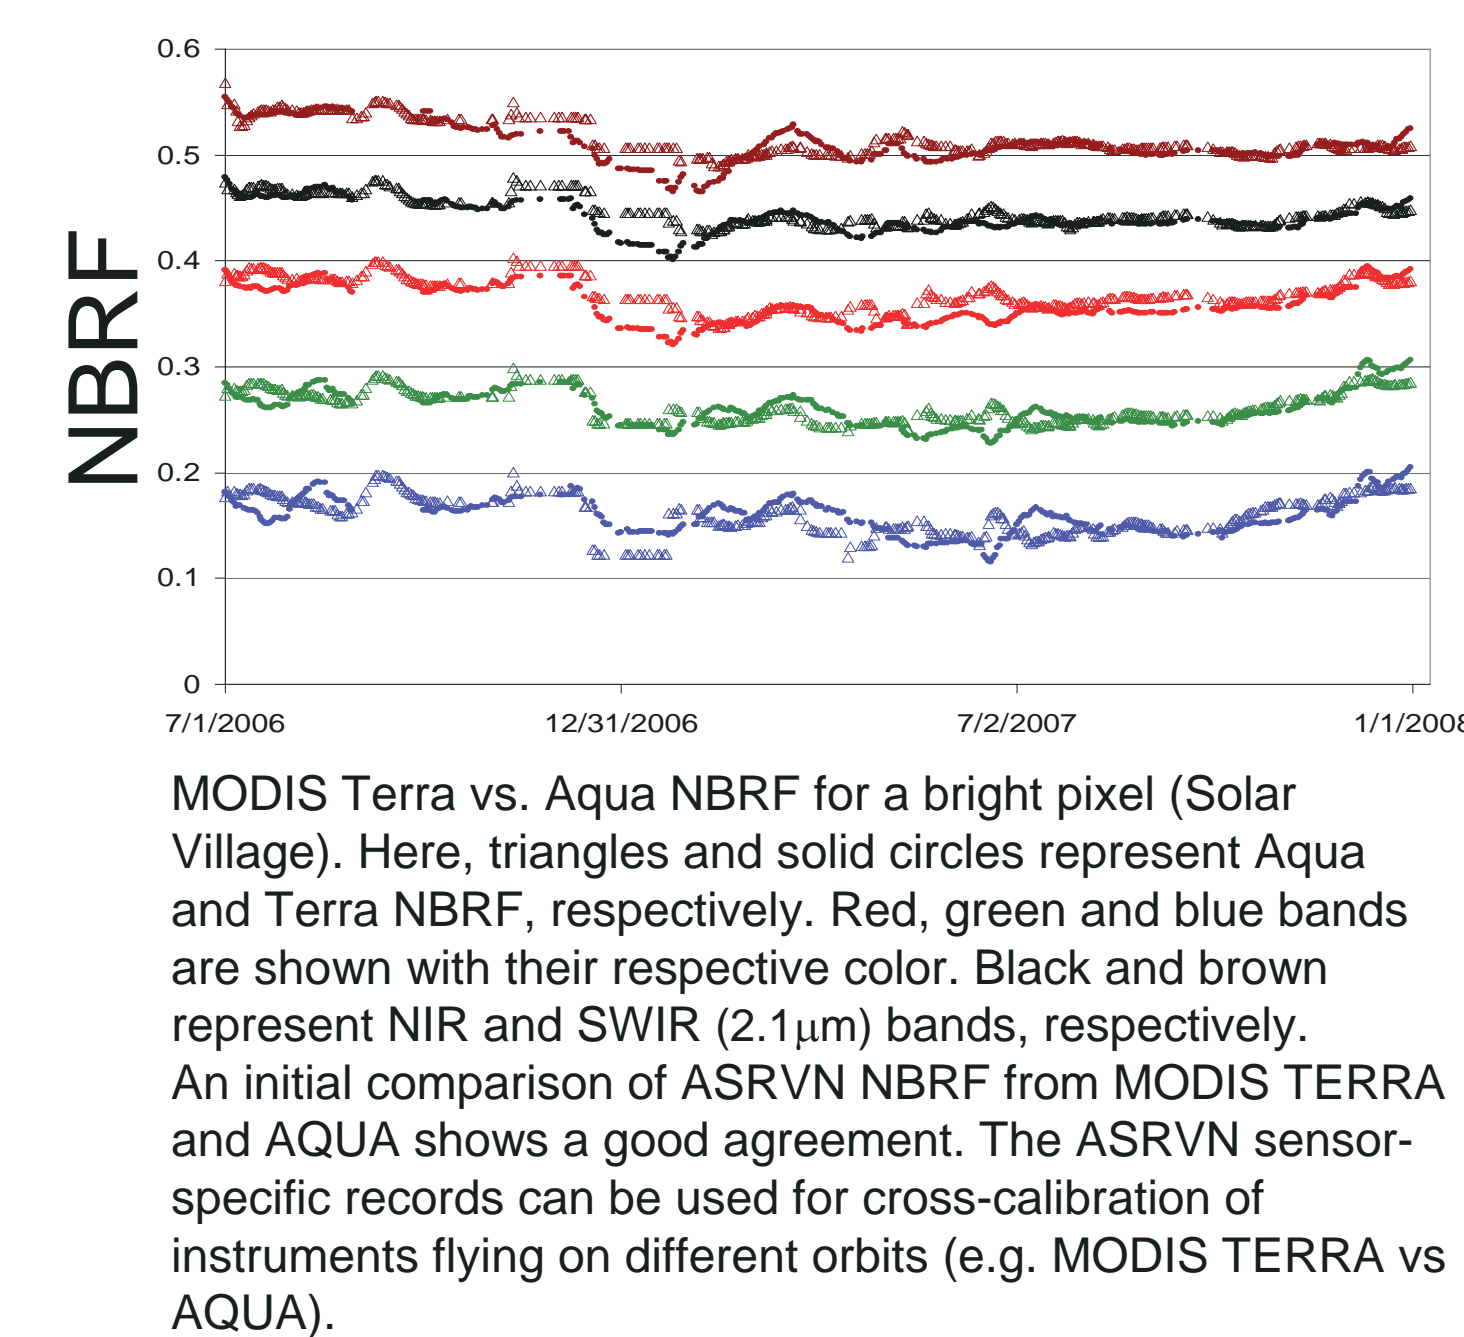 0.6
0.5
0.4
0.3
0.2
0.1
0
NBRF
7/1/2006 12/31/2006 7/2/2007 1/1/2008
MODIS Terra vs. Aqua NBRF for a bright pixel (Solar
Village). Here, triangles and solid circles represent Aqua
and Terra NBRF, respectively. Red, green and blue bands
are shown with their respective color. Black and brown
represent NIR and SWIR (2.1μm) bands, respectively.
An initial comparison of ASRVN NBRF from MODIS TERRA
and AQUA shows a good agreement. The ASRVN sensor-
specific records can be used for cross-calibration of
instruments flying on different orbits (e.g. MODIS TERRA vs
AQUA).